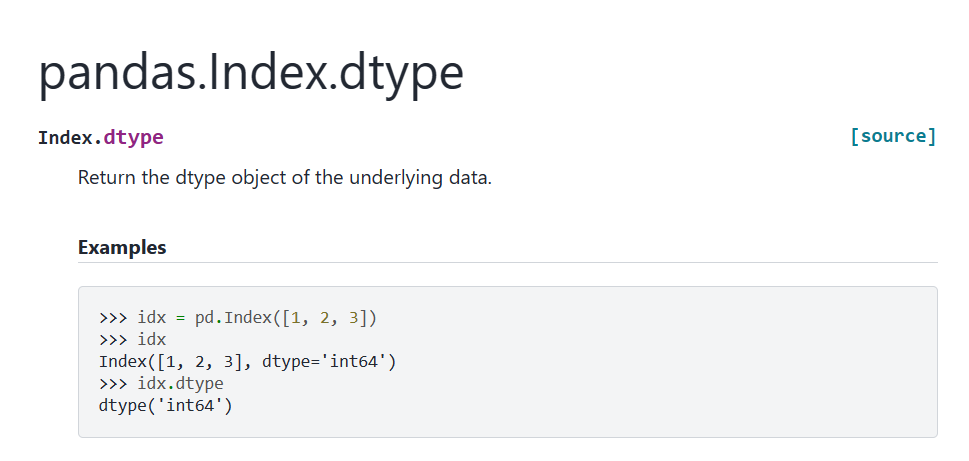 pandas.Index.dtype
Index.dtype [source]
Return the dtype object of the underlying data.
Examples
>>> idx = pd.Index([1, 2, 3])
>>> idx
Index([1, 2, 3], dtype='int64')
>>> idx.dtype
dtype('int64')